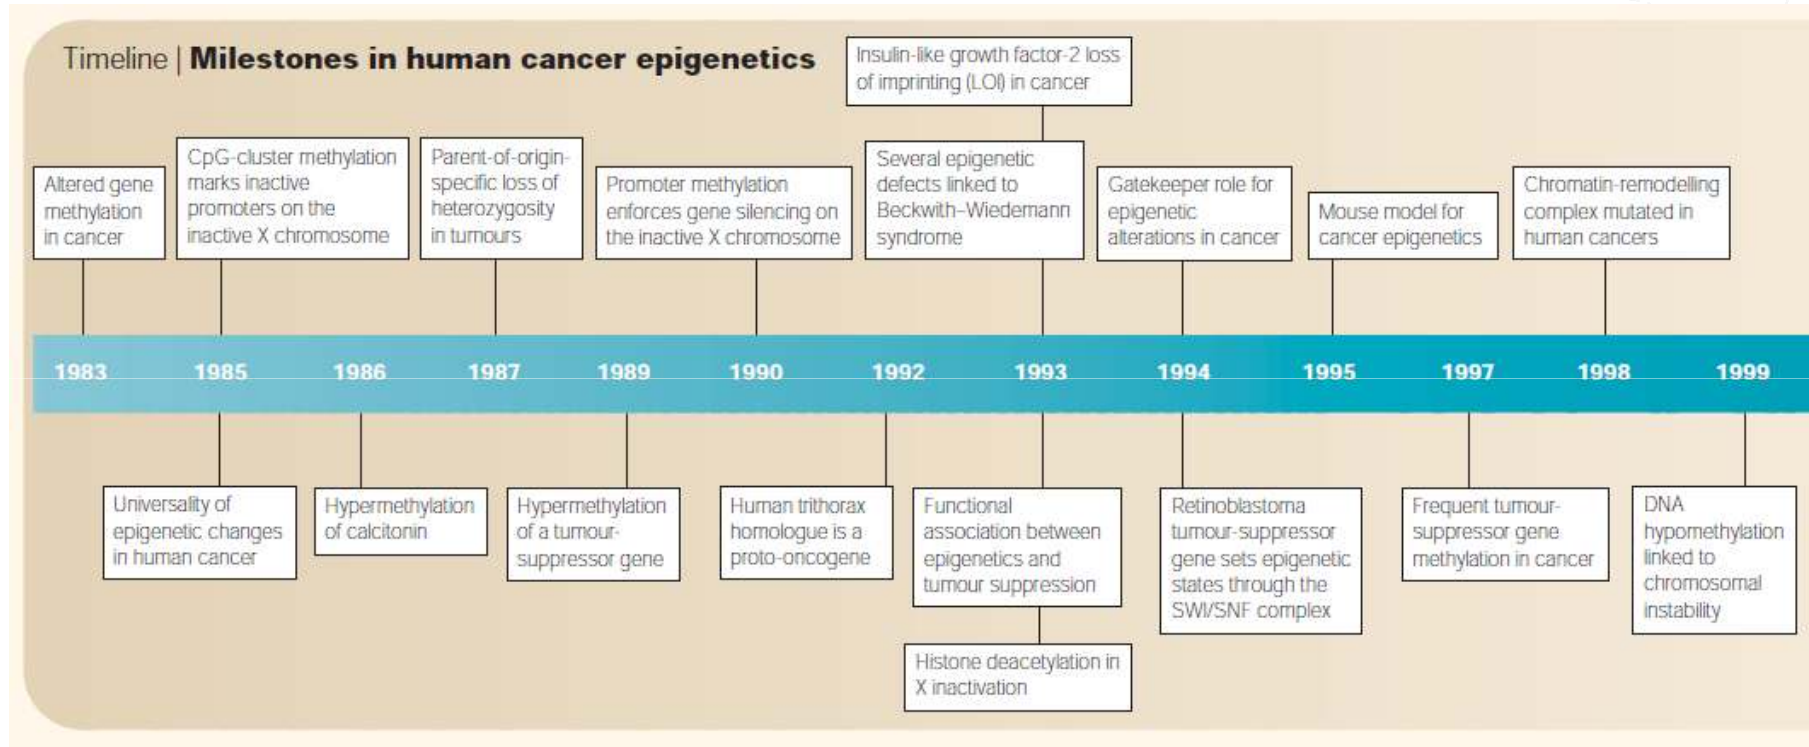 Timeline | Milestones in human cancer epigenetics
Insulin-like growth factor-2 loss
of imprinting (LOI) in cancer
Altered gene
methylation
in cancer
CpG-cluster methylation
marks inactive
promoters on the
inactive X chromosome
Parent-of-origin-
specific loss of
heterozygosity
in tumours
Promoter methylation
enforces gene silencing on
the inactive X chromosome
Several epigenetic
defects linked to
Beckwith–Wiedemann
syndrome
Gatekeeper role for
epigenetic
alterations in cancer
Mouse model for
cancer epigenetics
Chromatin-remodelling
complex mutated in
human cancers
1983 1985 1986 1987 1989 1990 1992 1993 1994 1995 1997 1998 1999
Universality of
epigenetic changes
in human cancer
Hypermethylation
of calcitonin
Hypermethylation
of a tumour-
suppressor gene
Human trithorax
homologue is a
proto-oncogene
Functional
association between
epigenetics and
tumour suppression
Histone deacetylation in
X inactivation
Retinoblastoma
tumour-suppressor
gene sets epigenetic
states through the
SWI/SNF complex
Frequent tumour-
suppressor gene
methylation in cancer
DNA
hypomethylation
linked to
chromosomal
instability